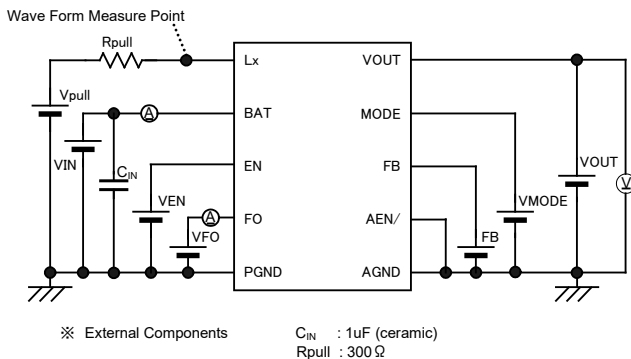 Wave Form Measure Point
Rpull
Lx
VOUT
Vpull
A
BAT
MODE
VIN
CIN
EN
FB
VOUT
V
VEN
A
FO
AEN/
VMODE
VFO
FB
PGND
AGND
※ External Components
CIN : 1uF (ceramic)
Rpull : 300Ω